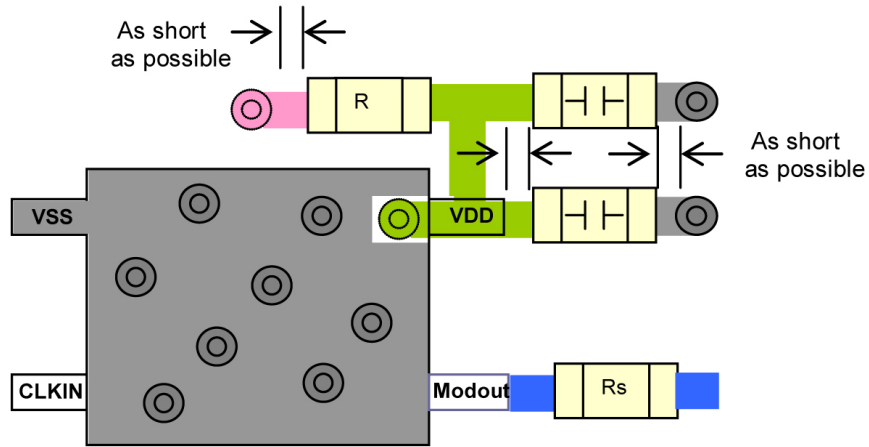 As short
as possible
R
As short
as possible
VSS
VDD
CLKIN
Modout
Rs